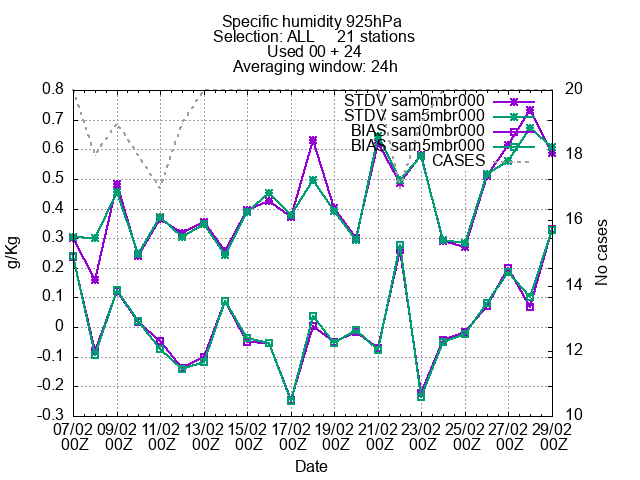 Specific humidity 925hPa
Selection: ALL 21 stations
Used 00 + 24
Averaging window: 24h
STDV sam0mbr000
STDV sam5mbr000
BIAS sam0mbr000
BIAS sam5mbr000
CASES
0.8
0.7
0.6
0.5
0.4
0.3
0.2
0.1
0
-0.1
-0.2
-0.3
g/Kg
20
18
16
14
12
10
No cases
07/02 09/02 11/02 13/02 15/02 17/02 19/02 21/02 23/02 25/02 27/02 29/02
00Z 00Z 00Z 00Z 00Z 00Z 00Z 00Z 00Z 00Z 00Z 00Z
Date